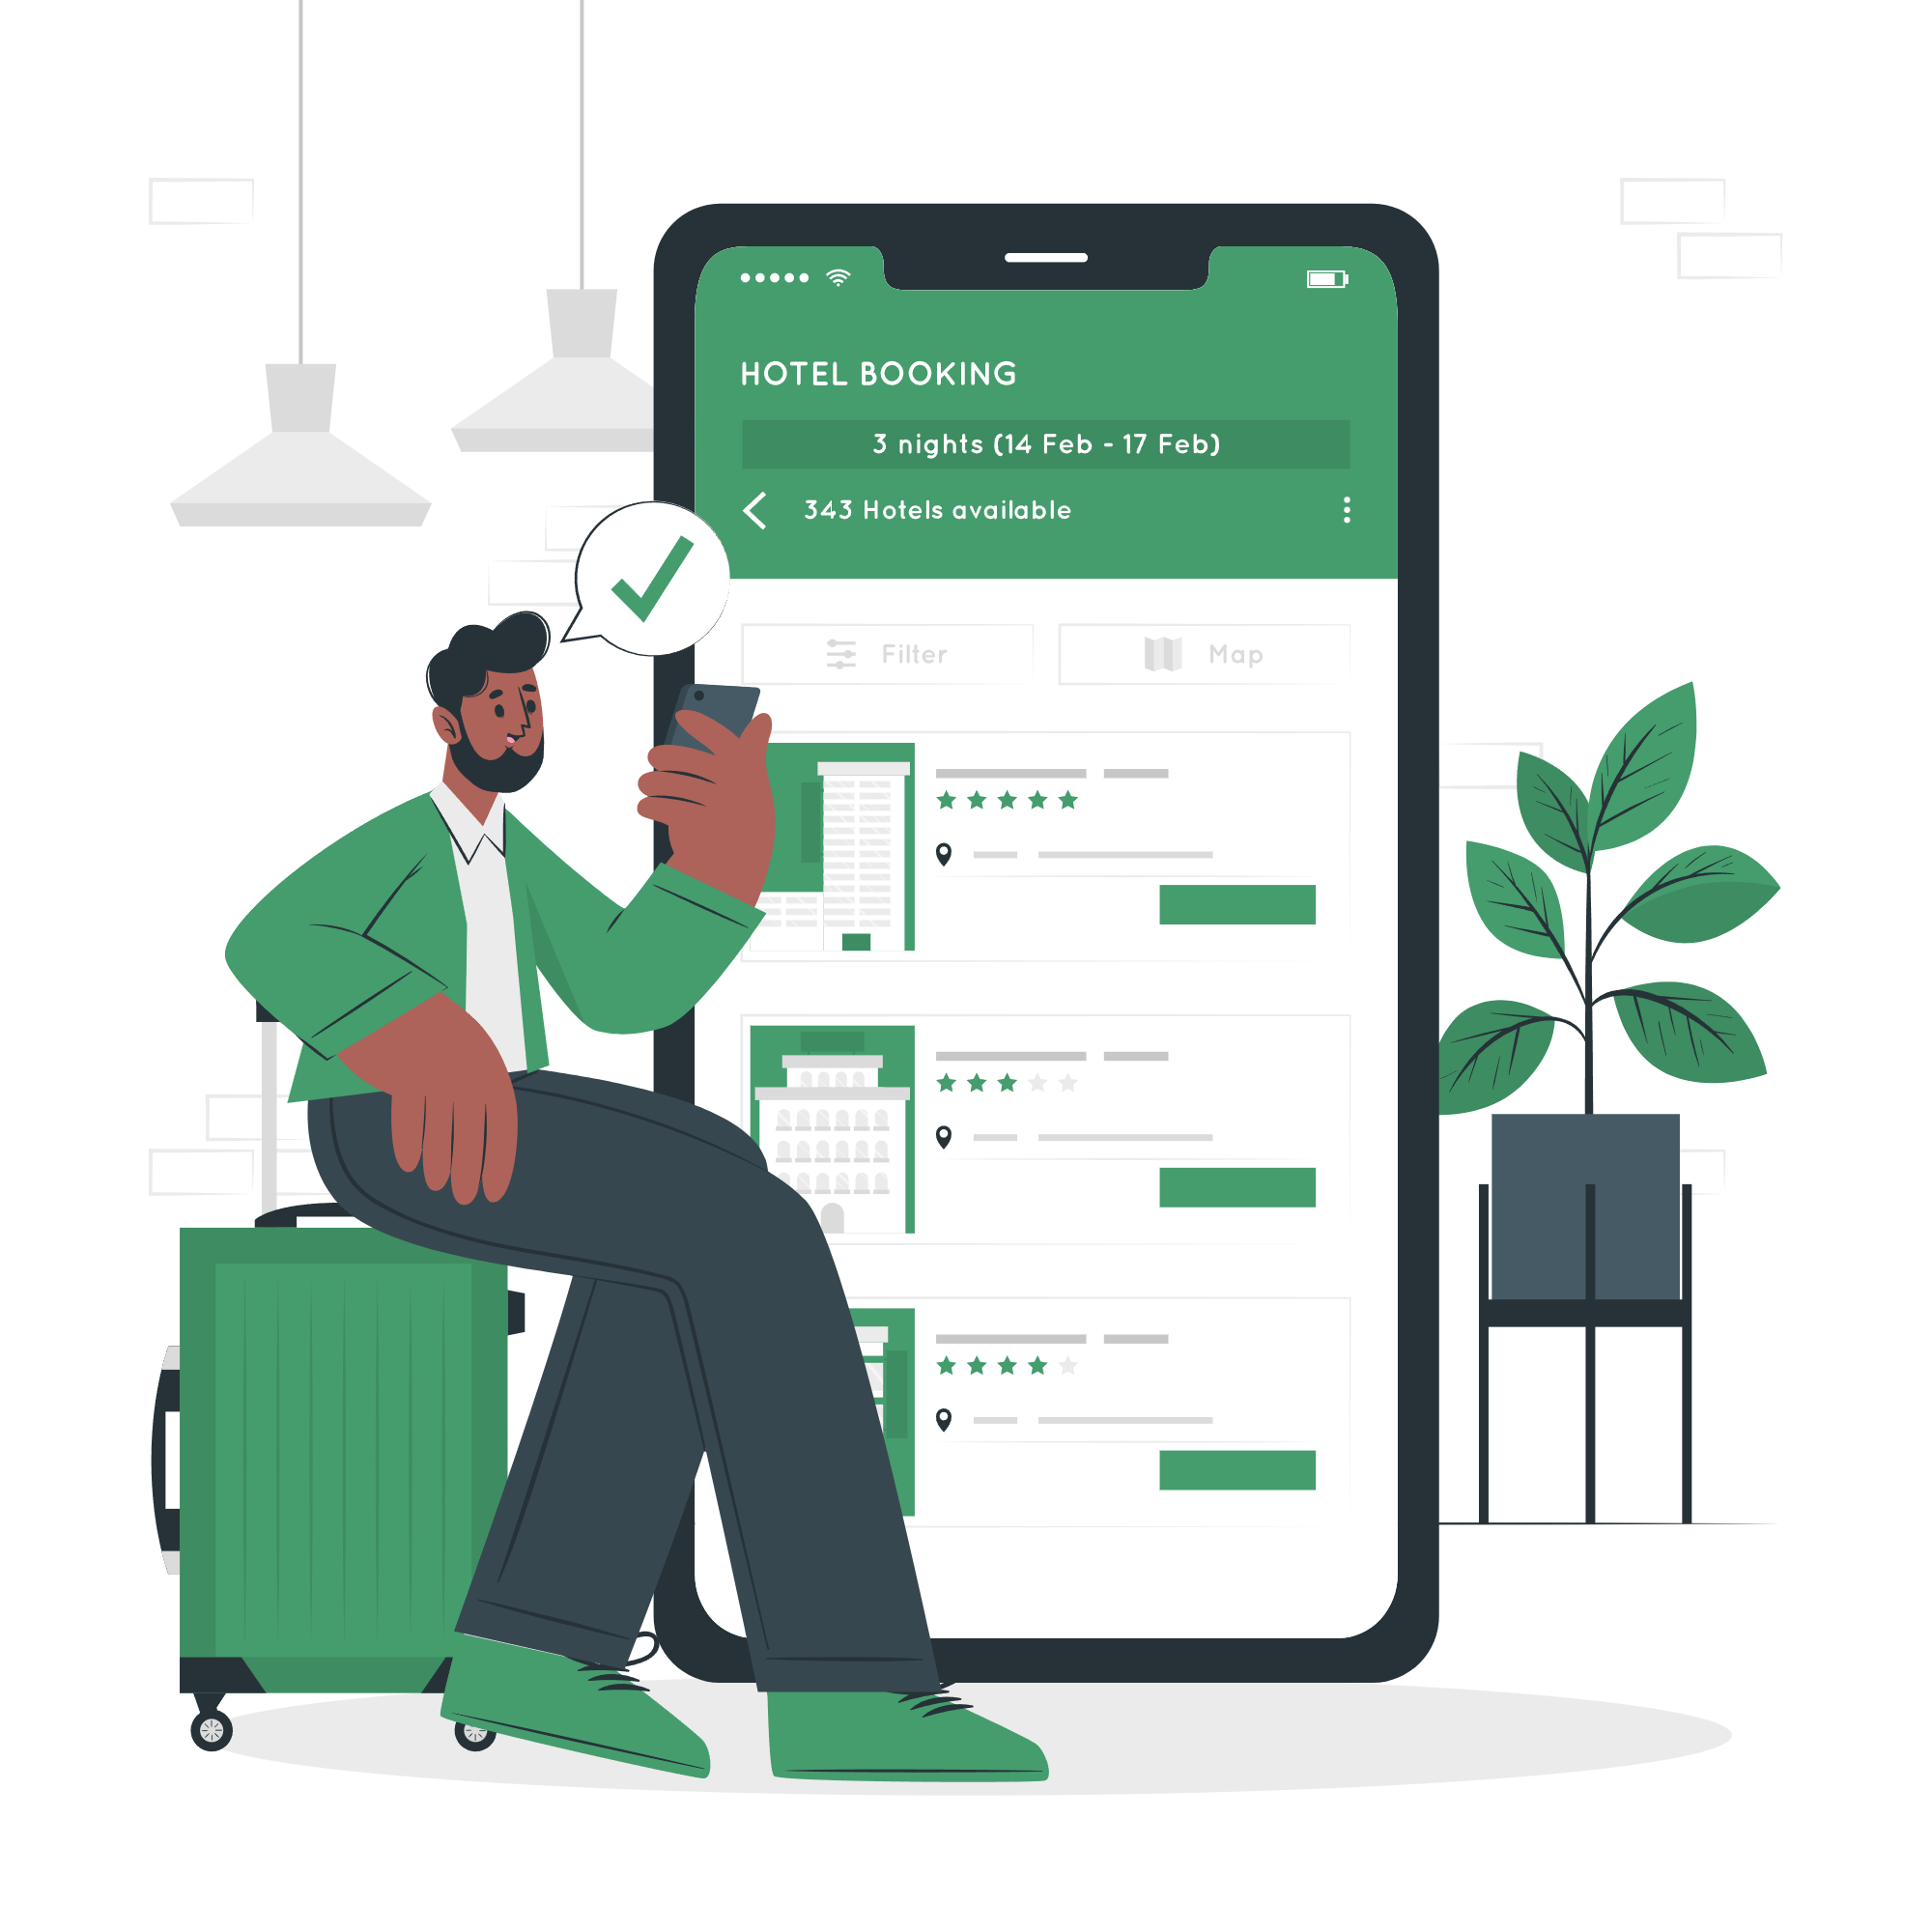 HOTEL BOOKING
3 nights (14 Feb - 17 Feb)
343 Hotels available
Filter
Map